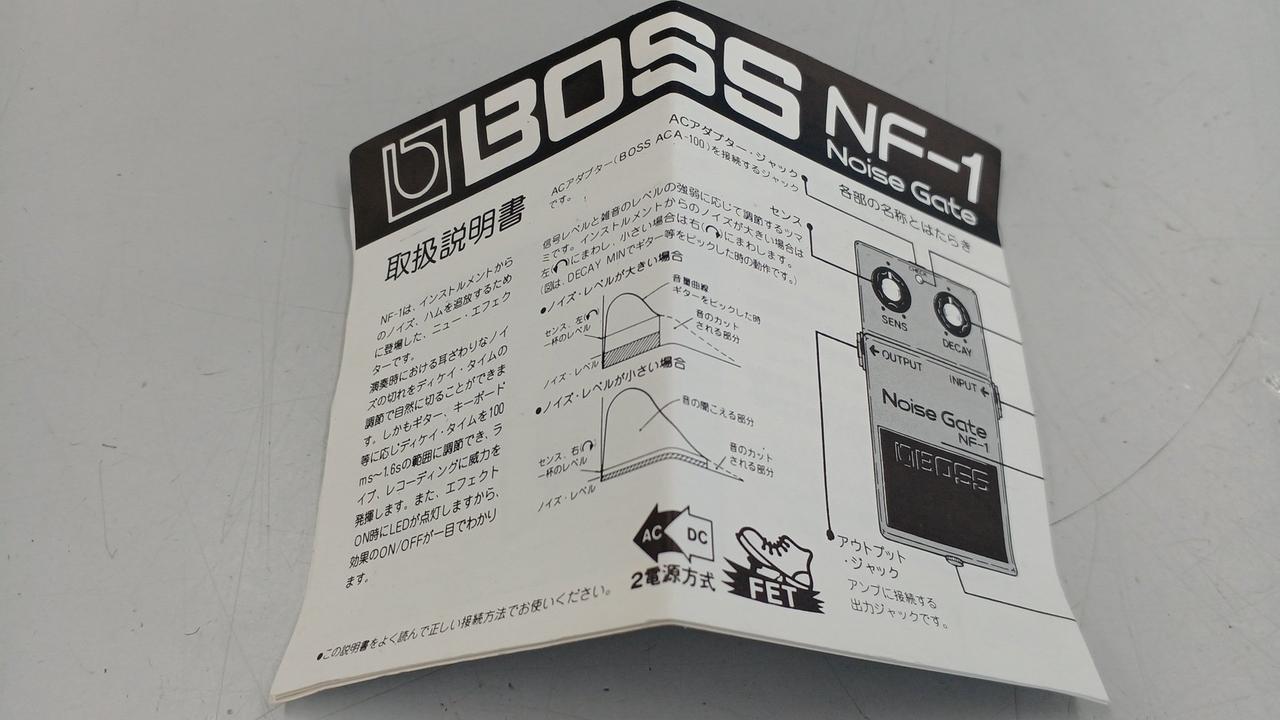 BOSS NF-1
Noise Gate
取扱説明書
NF-1は、インストルメントから
のノイズ、ハムを追放するため
に登場した、ニュー・エフェク
ターです。
演奏時における耳ざわりなノイ
ズの切れをディケイ・タイムの
調節で自然に切ることができま
す。しかもギター、キーボード
等に応じディケイ・タイムを100
ms～1.6sの範囲に調節でき、ラ
イブ、レコーディングに威力を
発揮します。また、エフェクト
ON時にLEDが点灯しますから、
効果のON/OFFが一目でわかり
ます。
●この説明書をよく読んで正しい接続方法でお使いください。
ACアダプター・ジャック
ACアダプター(BOSS ACA-100)を接続するジャック
です。
センス
信号レベルと雑音のレベルの強弱に応じて調節するツマ
ミです。インストルメントからのノイズが大きい場合は
左()にまわし、小さい場合は右()にまわします。
(図は、DECAY MINでギター等をピックした時の動作です。)
●ノイズ・レベルが大きい場合
音量曲線
ギターをピックした時
センス、左(
一杯のレベル
音のカット
される部分
ノイズ・レベル
●ノイズ・レベルが小さい場合
音の聞こえる部分
センス、右(
一杯のレベル
音のカット
される部分
ノイズ・レベル
AC DC
2電源方式
FET
各部の名称とはたらき
CHECK
SENS
DECAY
OUTPUT
INPUT
Noise Gate
NF-1
BOSS
アウトプット
・ジャック
アンプに接続する
出力ジャックです。